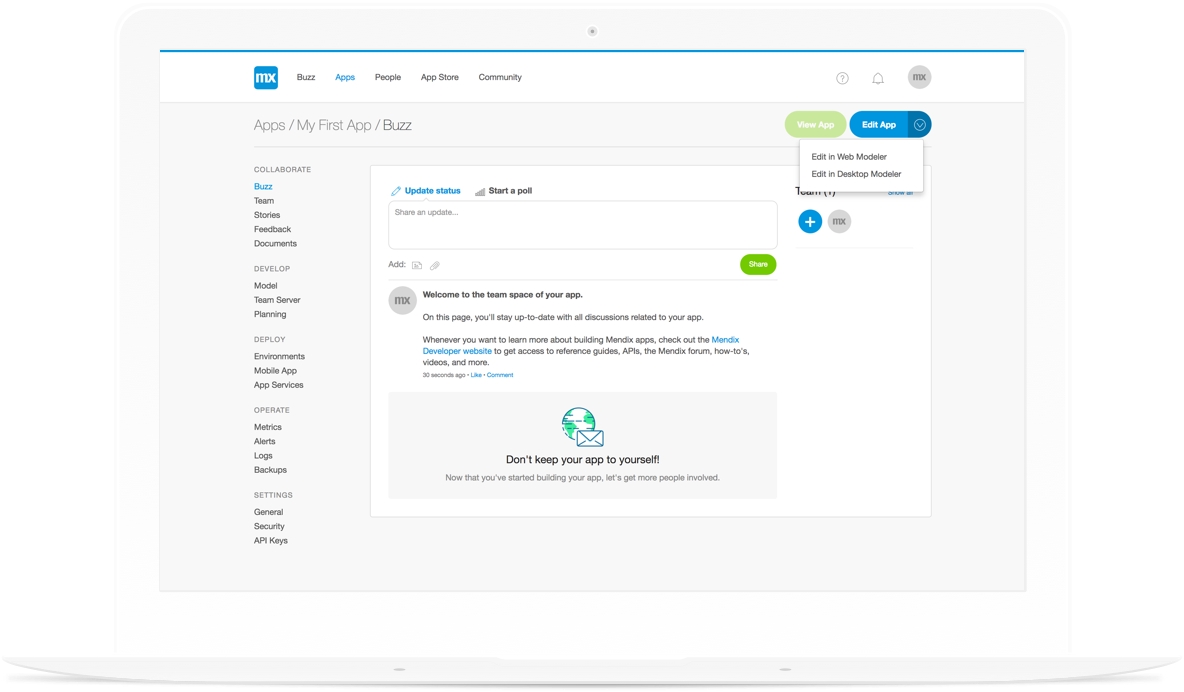 mx Buzz Apps People App Store Community ? mx
Apps / My First App / Buzz View App Edit App
Edit in Web Modeler
Edit in Desktop Modeler
COLLABORATE
Buzz
Team
Stories
Feedback
Documents
DEVELOP
Model
Team Server
Planning
DEPLOY
Environments
Mobile App
App Services
OPERATE
Metrics
Alerts
Logs
Backups
SETTINGS
General
Security
API Keys
Update status Start a poll
Share an update...
Add: Share
mx
Welcome to the team space of your app.
On this page, you'll stay up-to-date with all discussions related to your app.
Whenever you want to learn more about building Mendix apps, check out the Mendix
Developer website to get access to reference guides, APIs, the Mendix forum, how-to's,
videos, and more.
30 seconds ago • Like • Comment
Don't keep your app to yourself!
Now that you've started building your app, let's get more people involved.
Team (1) Show all
+ mx